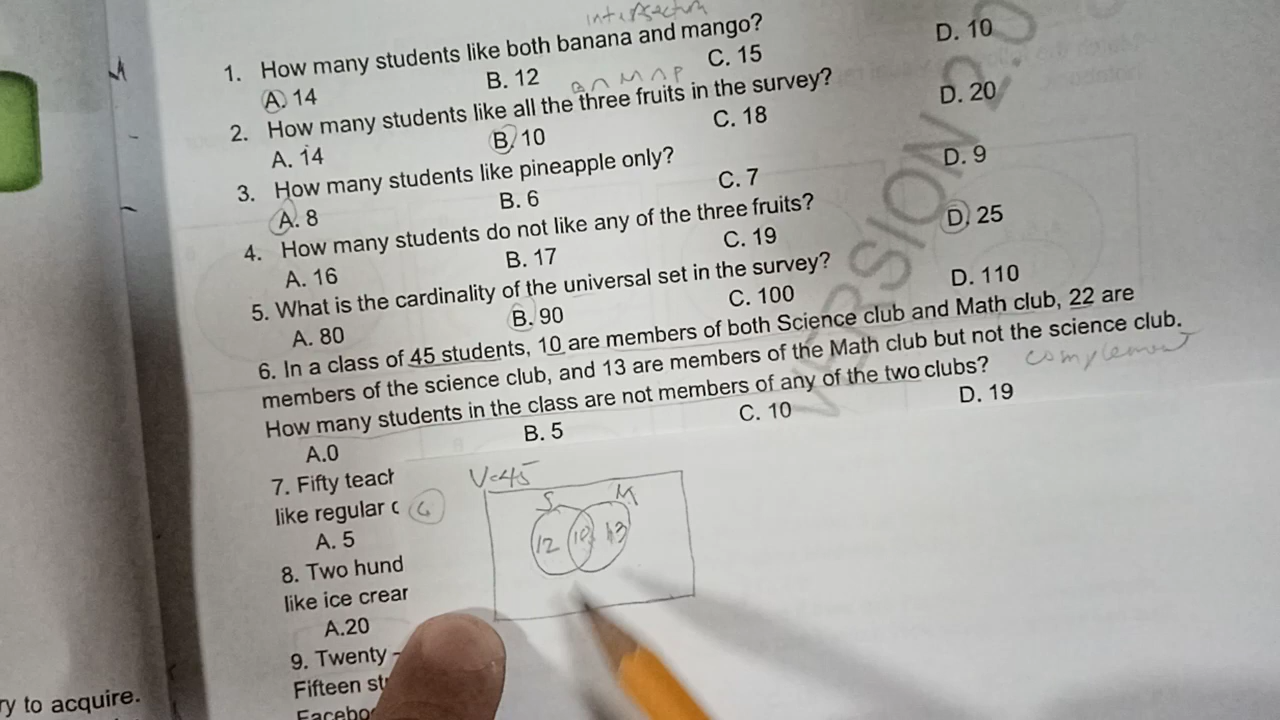 intersection
1. How many students like both banana and mango?
A. 14 B. 12 C. 15 D. 10
2. How many students like all the three fruits in the survey?
A. 14 B. 10 C. 18 D. 20
3. How many students like pineapple only?
A. 8 B. 6 C. 7 D. 9
4. How many students do not like any of the three fruits?
A. 16 B. 17 C. 19 D. 25
5. What is the cardinality of the universal set in the survey?
A. 80 B. 90 C. 100 D. 110
6. In a class of 45 students, 10 are members of both Science club and Math club, 22 are
members of the science club, and 13 are members of the Math club but not the science club.
How many students in the class are not members of any of the two clubs?
complement
A.0 B. 5 C. 10 D. 19
7. Fifty teach
like regular c
A. 5
8. Two hund
like ice crear
A.20
9. Twenty -
Fifteen st
Facebo
U=45
S M
12 10 13
6
ry to acquire.
VERSION 2.0